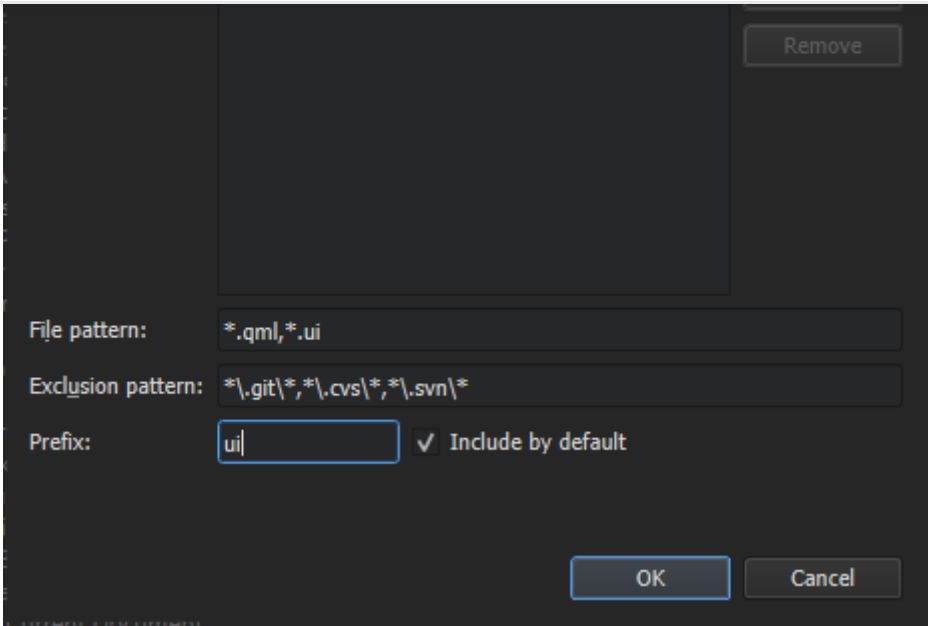 Remove
File pattern: *.qml,*.ui
Exclusion pattern: *\.git\*,*\.cvs\*,*\.svn\*
Prefix: ui Include by default
OK Cancel